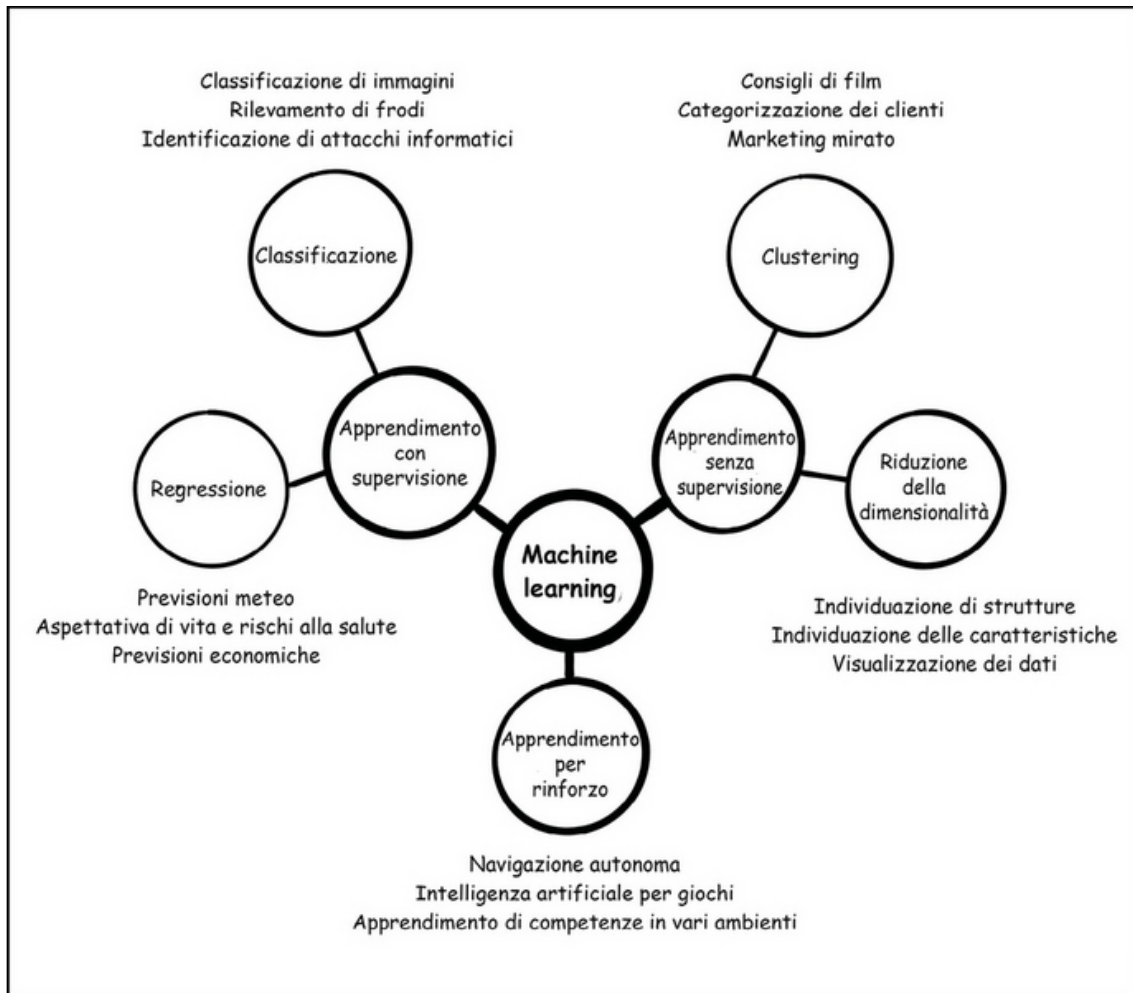 Classificazione di immagini
Rilevamento di frodi
Identificazione di attacchi informatici
Consigli di film
Categorizzazione dei clienti
Marketing mirato
Classificazione
Clustering
Apprendimento
con
supervisione
Apprendimento
senza
supervisione
Regressione
Riduzione
della
dimensionalità
Machine
learning
Previsioni meteo
Aspettativa di vita e rischi alla salute
Previsioni economiche
Individuazione di strutture
Individuazione delle caratteristiche
Visualizzazione dei dati
Apprendimento
per
rinforzo
Navigazione autonoma
Intelligenza artificiale per giochi
Apprendimento di competenze in vari ambienti